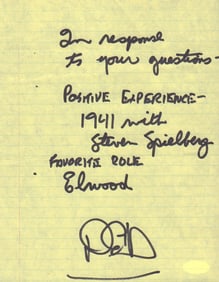 In response
to your questions -
POSITIVE EXPERIENCE -
1941 with
Steven Spielberg
FAVORITE ROLE
Elwood